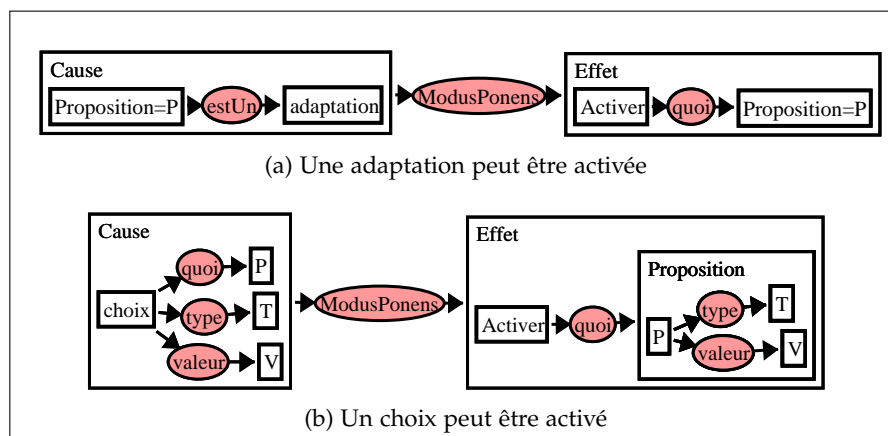 Cause
Proposition=P estUn adaptation
ModusPonens
Effet
Activer quoi Proposition=P
(a) Une adaptation peut être activée
Cause
choix
quoi P
type T
valeur V
ModusPonens
Effet
Activer quoi
Proposition
P
type T
valeur V
(b) Un choix peut être activé